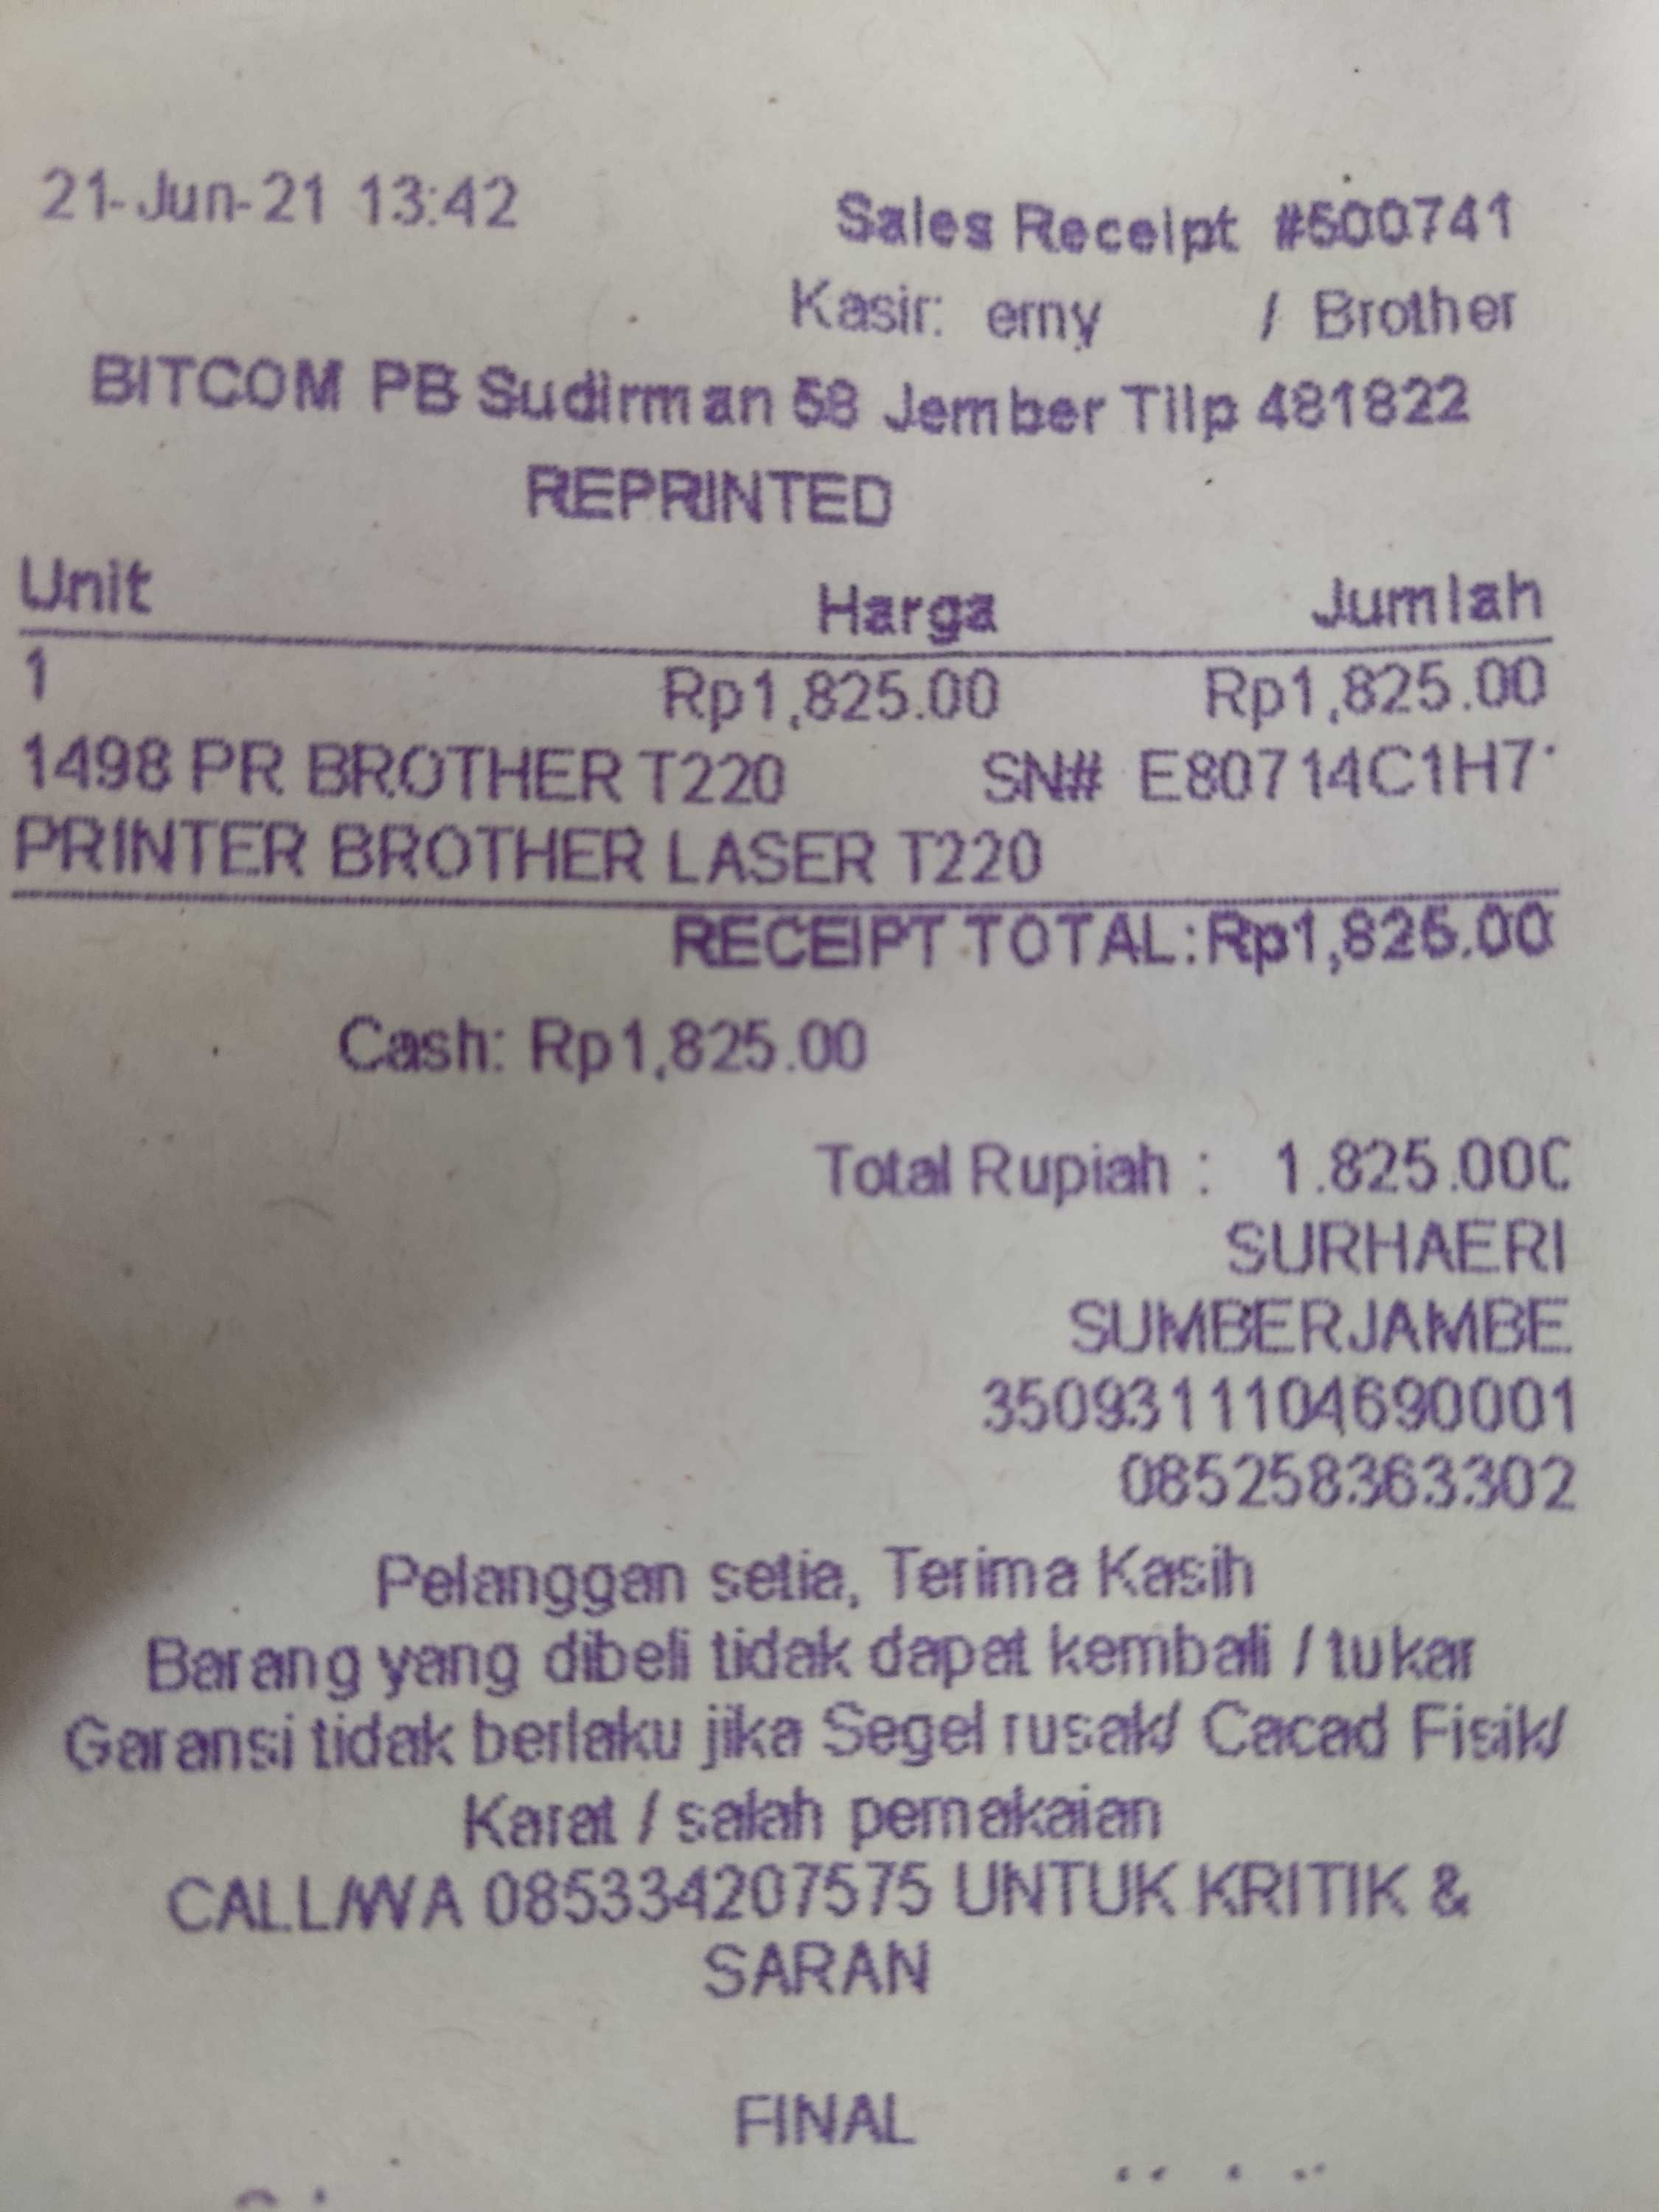 21-Jun-21 13:42
Sales Receipt #500741
Kasir: erny / Brother
BITCOM PB Sudirman 58 Jember Tilp 481822
REPRINTED
Unit Harga Jumlah
1 Rp1,825.00 Rp1,825.00
1498 PR BROTHER T220 SN# E80714C1H7
PRINTER BROTHER LASER T220
RECEIPT TOTAL: Rp1,825.00
Cash: Rp1,825.00
Total Rupiah : 1.825.000
SURHAERI
SUMBERJAMBE
3509311104690001
085258363302
Pelanggan setia, Terima Kasih
Barang yang dibeli tidak dapat kembali / tukar
Garansi tidak berlaku jika Segel rusak/ Cacad Fisik/
Karat / salah pemakaian
CALL/WA 085334207575 UNTUK KRITIK &
SARAN
FINAL